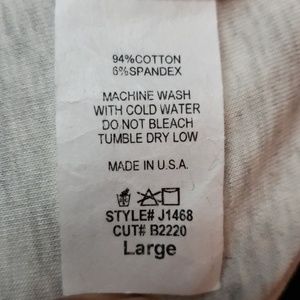 94%COTTON
6%SPANDEX
MACHINE WASH
WITH COLD WATER
DO NOT BLEACH
TUMBLE DRY LOW
MADE IN U.S.A.
STYLE# J1468
CUT# B2220
Large